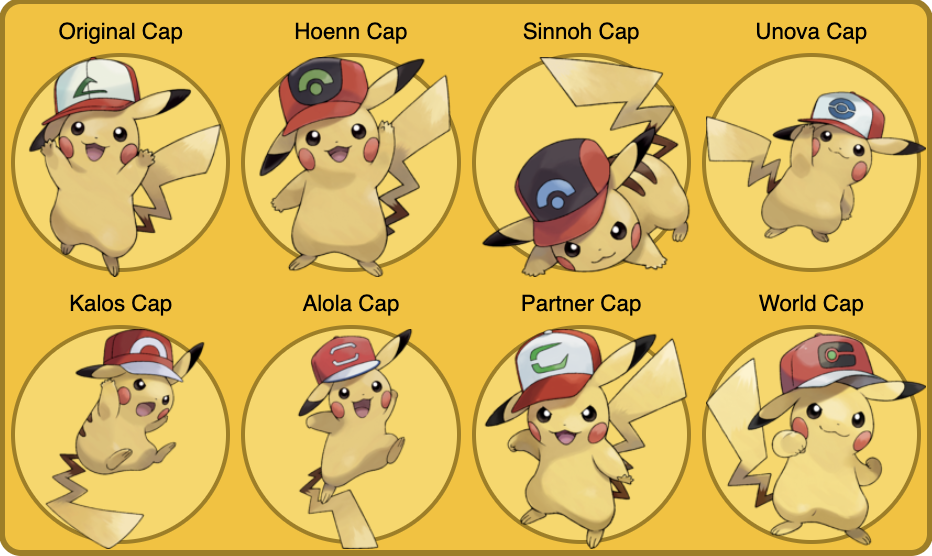 Original Cap
Hoenn Cap
Sinnoh Cap
Unova Cap
Kalos Cap
Alola Cap
Partner Cap
World Cap